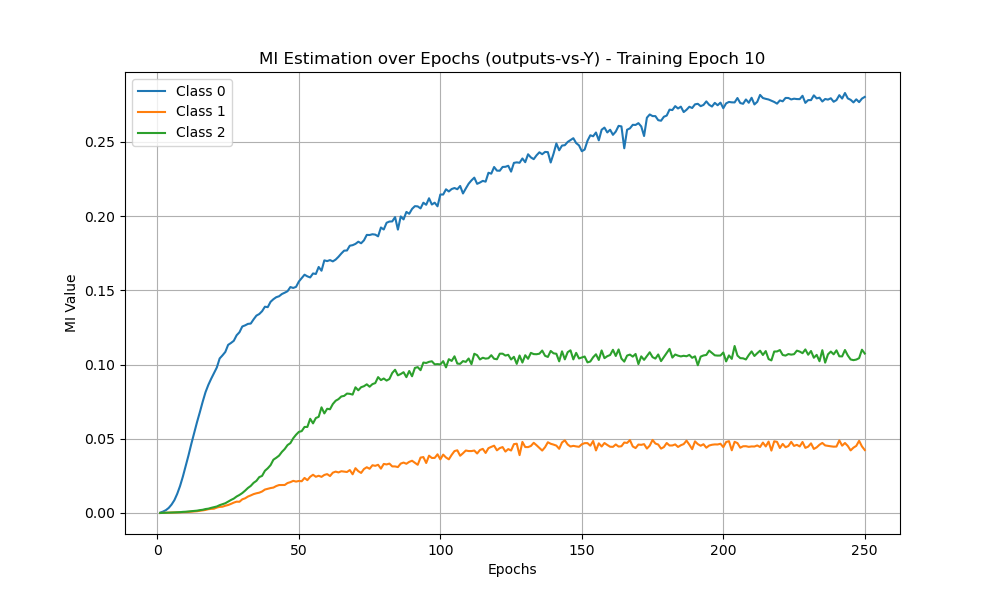 MI Estimation over Epochs (outputs-vs-Y) - Training Epoch 10
Class 0
Class 1
Class 2
MI Value
0.25
0.20
0.15
0.10
0.05
0.00
0 50 100 150 200 250
Epochs